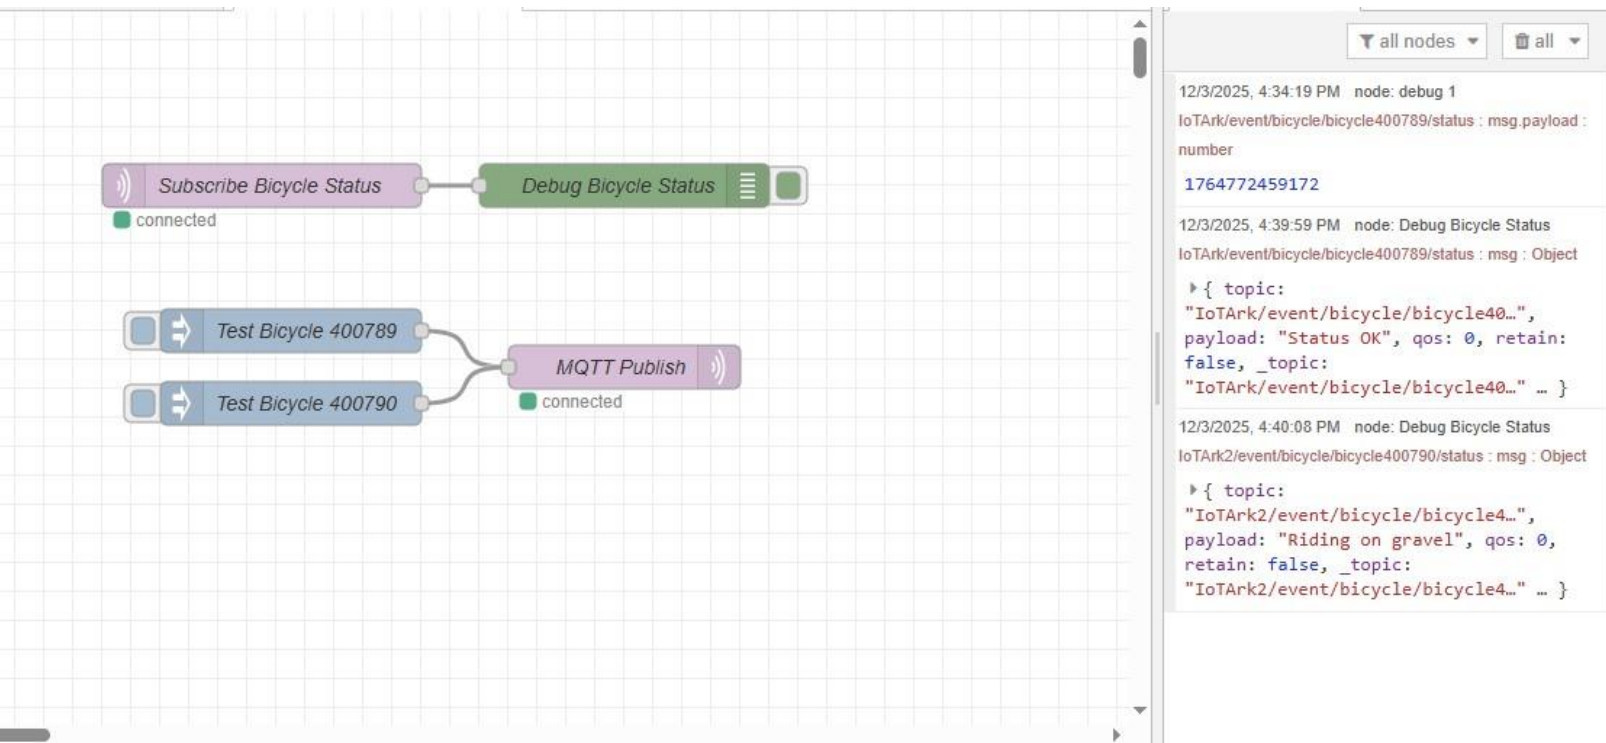 Subscribe Bicycle Status
Debug Bicycle Status
connected
Test Bicycle 400789
MQTT Publish
connected
Test Bicycle 400790
all nodes
all
12/3/2025, 4:34:19 PM node: debug 1
IoTArk/event/bicycle/bicycle400789/status : msg.payload :
number
1764772459172
12/3/2025, 4:39:59 PM node: Debug Bicycle Status
IoTArk/event/bicycle/bicycle400789/status : msg : Object
{ topic:
"IoTArk/event/bicycle/bicycle40…",
payload: "Status OK", qos: 0, retain:
false, _topic:
"IoTArk/event/bicycle/bicycle40…" … }
12/3/2025, 4:40:08 PM node: Debug Bicycle Status
IoTArk2/event/bicycle/bicycle400790/status : msg : Object
{ topic:
"IoTArk2/event/bicycle/bicycle4…",
payload: "Riding on gravel", qos: 0,
retain: false, _topic:
"IoTArk2/event/bicycle/bicycle4…" … }